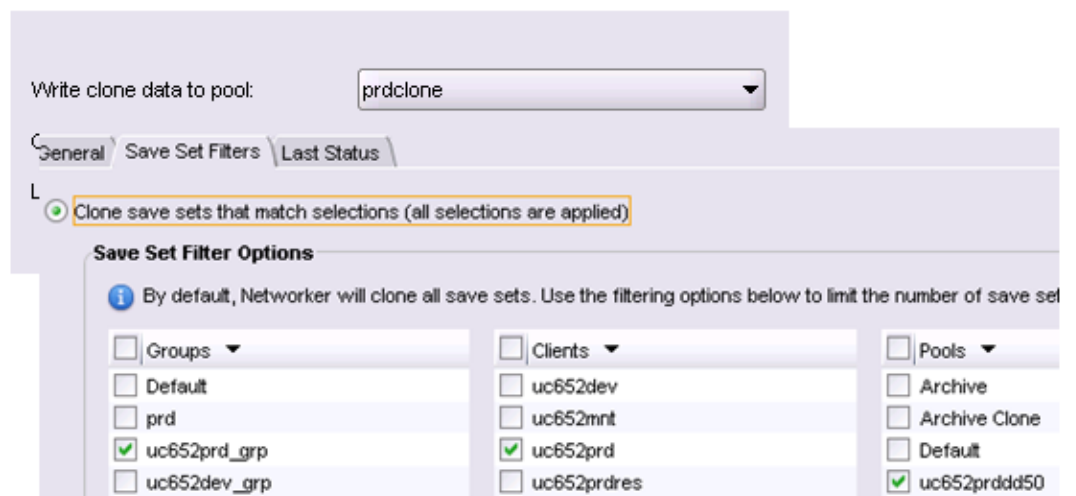 Write clone data to pool: prdclone
General Save Set Filters Last Status
Clone save sets that match selections (all selections are applied)
Save Set Filter Options
By default, Networker will clone all save sets. Use the filtering options below to limit the number of save set
Groups Clients Pools
Default uc652dev Archive
prd uc652mnt Archive Clone
uc652prd_grp uc652prd Default
uc652dev_grp uc652prdres uc652prddd50